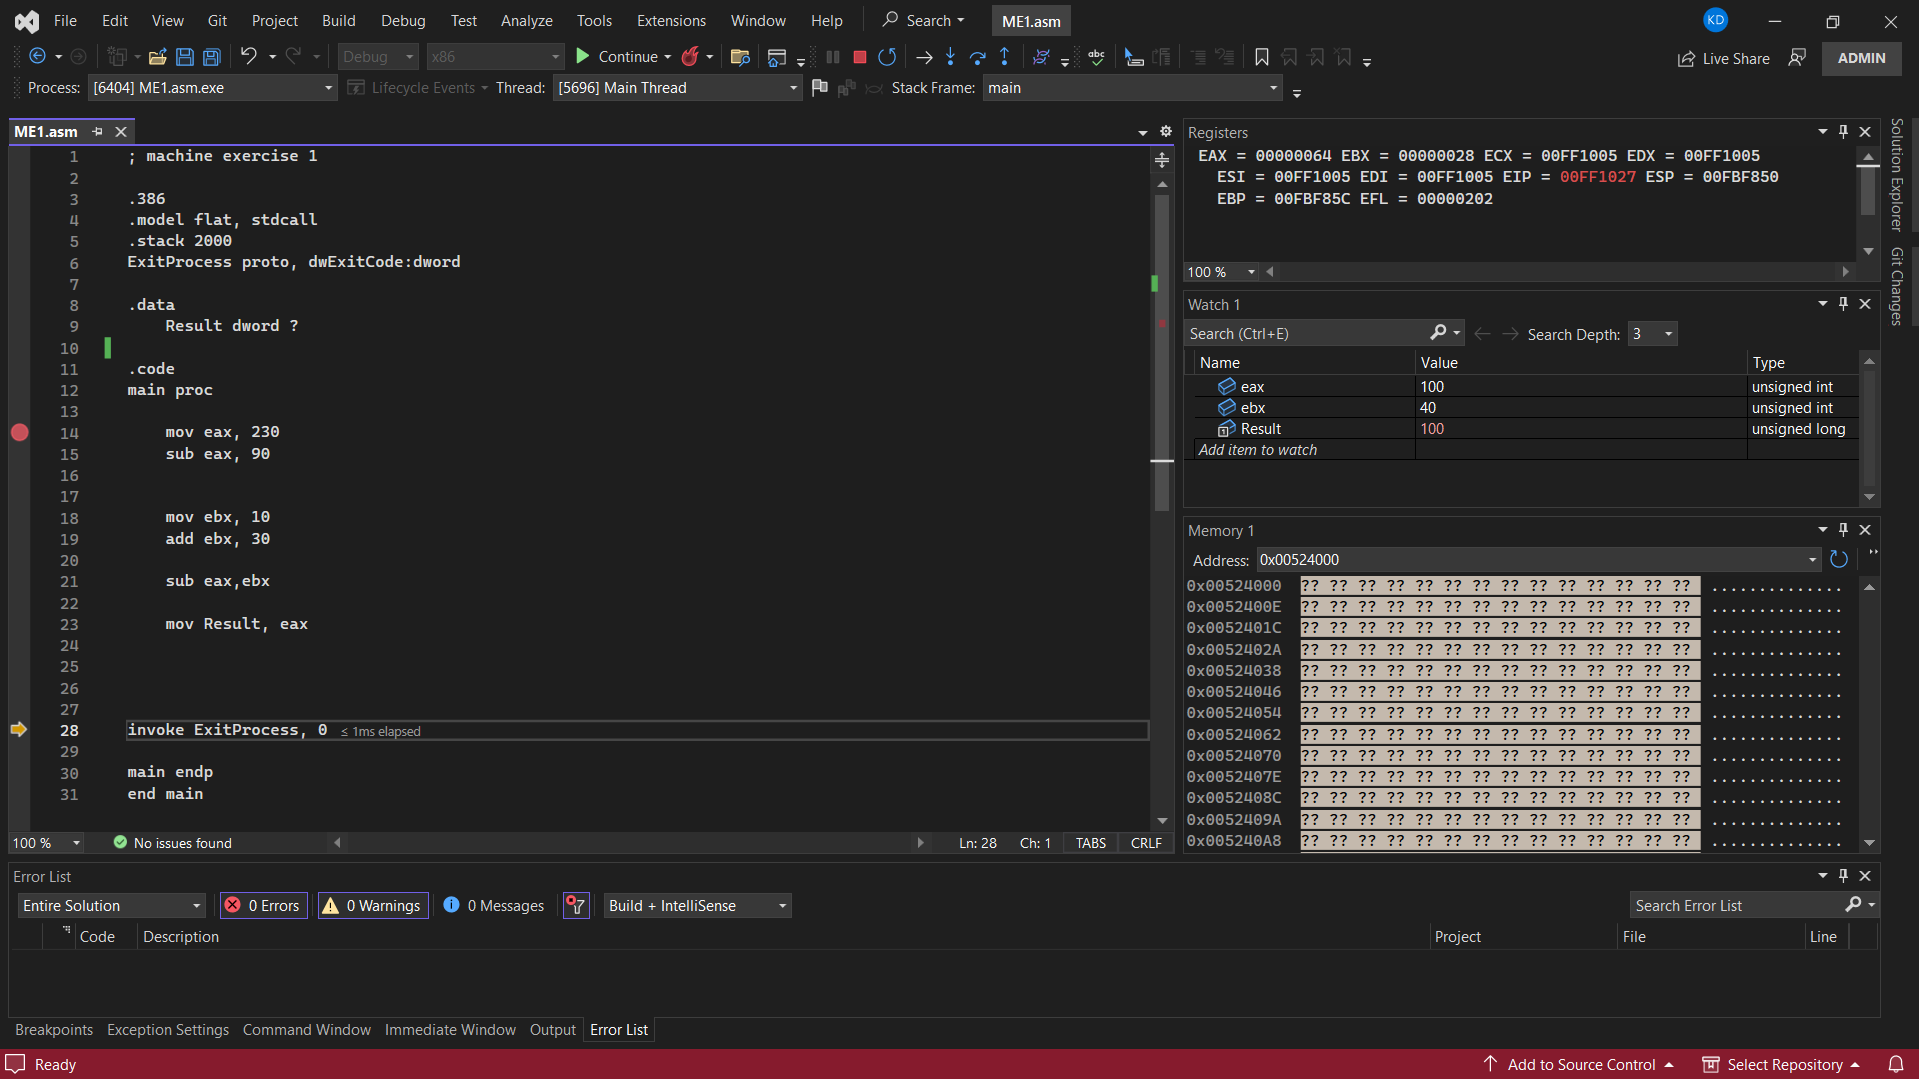 File Edit View Git Project Build Debug Test Analyze Tools Extensions Window Help Search ME1.asm KD
Debug x86 Continue abc Live Share ADMIN
Process: [6404] ME1.asm.exe Lifecycle Events Thread: [5696] Main Thread Stack Frame: main
ME1.asm
1 ; machine exercise 1
2
3 .386
4 .model flat, stdcall
5 .stack 2000
6 ExitProcess proto, dwExitCode:dword
7
8 .data
9 Result dword ?
10
11 .code
12 main proc
13
14 mov eax, 230
15 sub eax, 90
16
17
18 mov ebx, 10
19 add ebx, 30
20
21 sub eax,ebx
22
23 mov Result, eax
24
25
26
27
28 invoke ExitProcess, 0 ≤ 1ms elapsed
29
30 main endp
31 end main
100 % No issues found Ln: 28 Ch: 1 TABS CRLF
Registers
EAX = 00000064 EBX = 00000028 ECX = 00FF1005 EDX = 00FF1005
ESI = 00FF1005 EDI = 00FF1005 EIP = 00FF1027 ESP = 00FBF850
EBP = 00FBF85C EFL = 00000202
100 %
Watch 1
Search (Ctrl+E) Search Depth: 3
Name Value Type
eax 100 unsigned int
ebx 40 unsigned int
Result 100 unsigned long
Add item to watch
Memory 1
Address: 0x00524000
0x00524000 ?? ?? ?? ?? ?? ?? ?? ?? ?? ?? ?? ?? ?? ?? ..............
0x0052400E ?? ?? ?? ?? ?? ?? ?? ?? ?? ?? ?? ?? ?? ?? ..............
0x0052401C ?? ?? ?? ?? ?? ?? ?? ?? ?? ?? ?? ?? ?? ?? ..............
0x0052402A ?? ?? ?? ?? ?? ?? ?? ?? ?? ?? ?? ?? ?? ?? ..............
0x00524038 ?? ?? ?? ?? ?? ?? ?? ?? ?? ?? ?? ?? ?? ?? ..............
0x00524046 ?? ?? ?? ?? ?? ?? ?? ?? ?? ?? ?? ?? ?? ?? ..............
0x00524054 ?? ?? ?? ?? ?? ?? ?? ?? ?? ?? ?? ?? ?? ?? ..............
0x00524062 ?? ?? ?? ?? ?? ?? ?? ?? ?? ?? ?? ?? ?? ?? ..............
0x00524070 ?? ?? ?? ?? ?? ?? ?? ?? ?? ?? ?? ?? ?? ?? ..............
0x0052407E ?? ?? ?? ?? ?? ?? ?? ?? ?? ?? ?? ?? ?? ?? ..............
0x0052408C ?? ?? ?? ?? ?? ?? ?? ?? ?? ?? ?? ?? ?? ?? ..............
0x0052409A ?? ?? ?? ?? ?? ?? ?? ?? ?? ?? ?? ?? ?? ?? ..............
0x005240A8 ?? ?? ?? ?? ?? ?? ?? ?? ?? ?? ?? ?? ?? ?? ..............
Solution Explorer
Git Changes
Error List
Entire Solution 0 Errors 0 Warnings 0 Messages Build + IntelliSense Search Error List
Code Description Project File Line
Breakpoints Exception Settings Command Window Immediate Window Output Error List
Ready Add to Source Control Select Repository